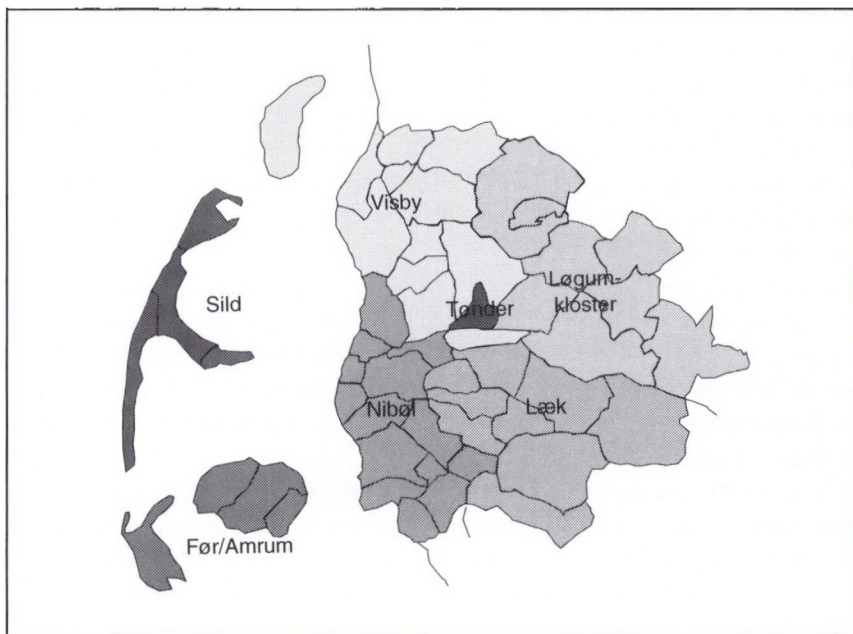 Visby
Løgum-
kloster
Sild
Tønder
Nibøl
Læk
Før/Amrum